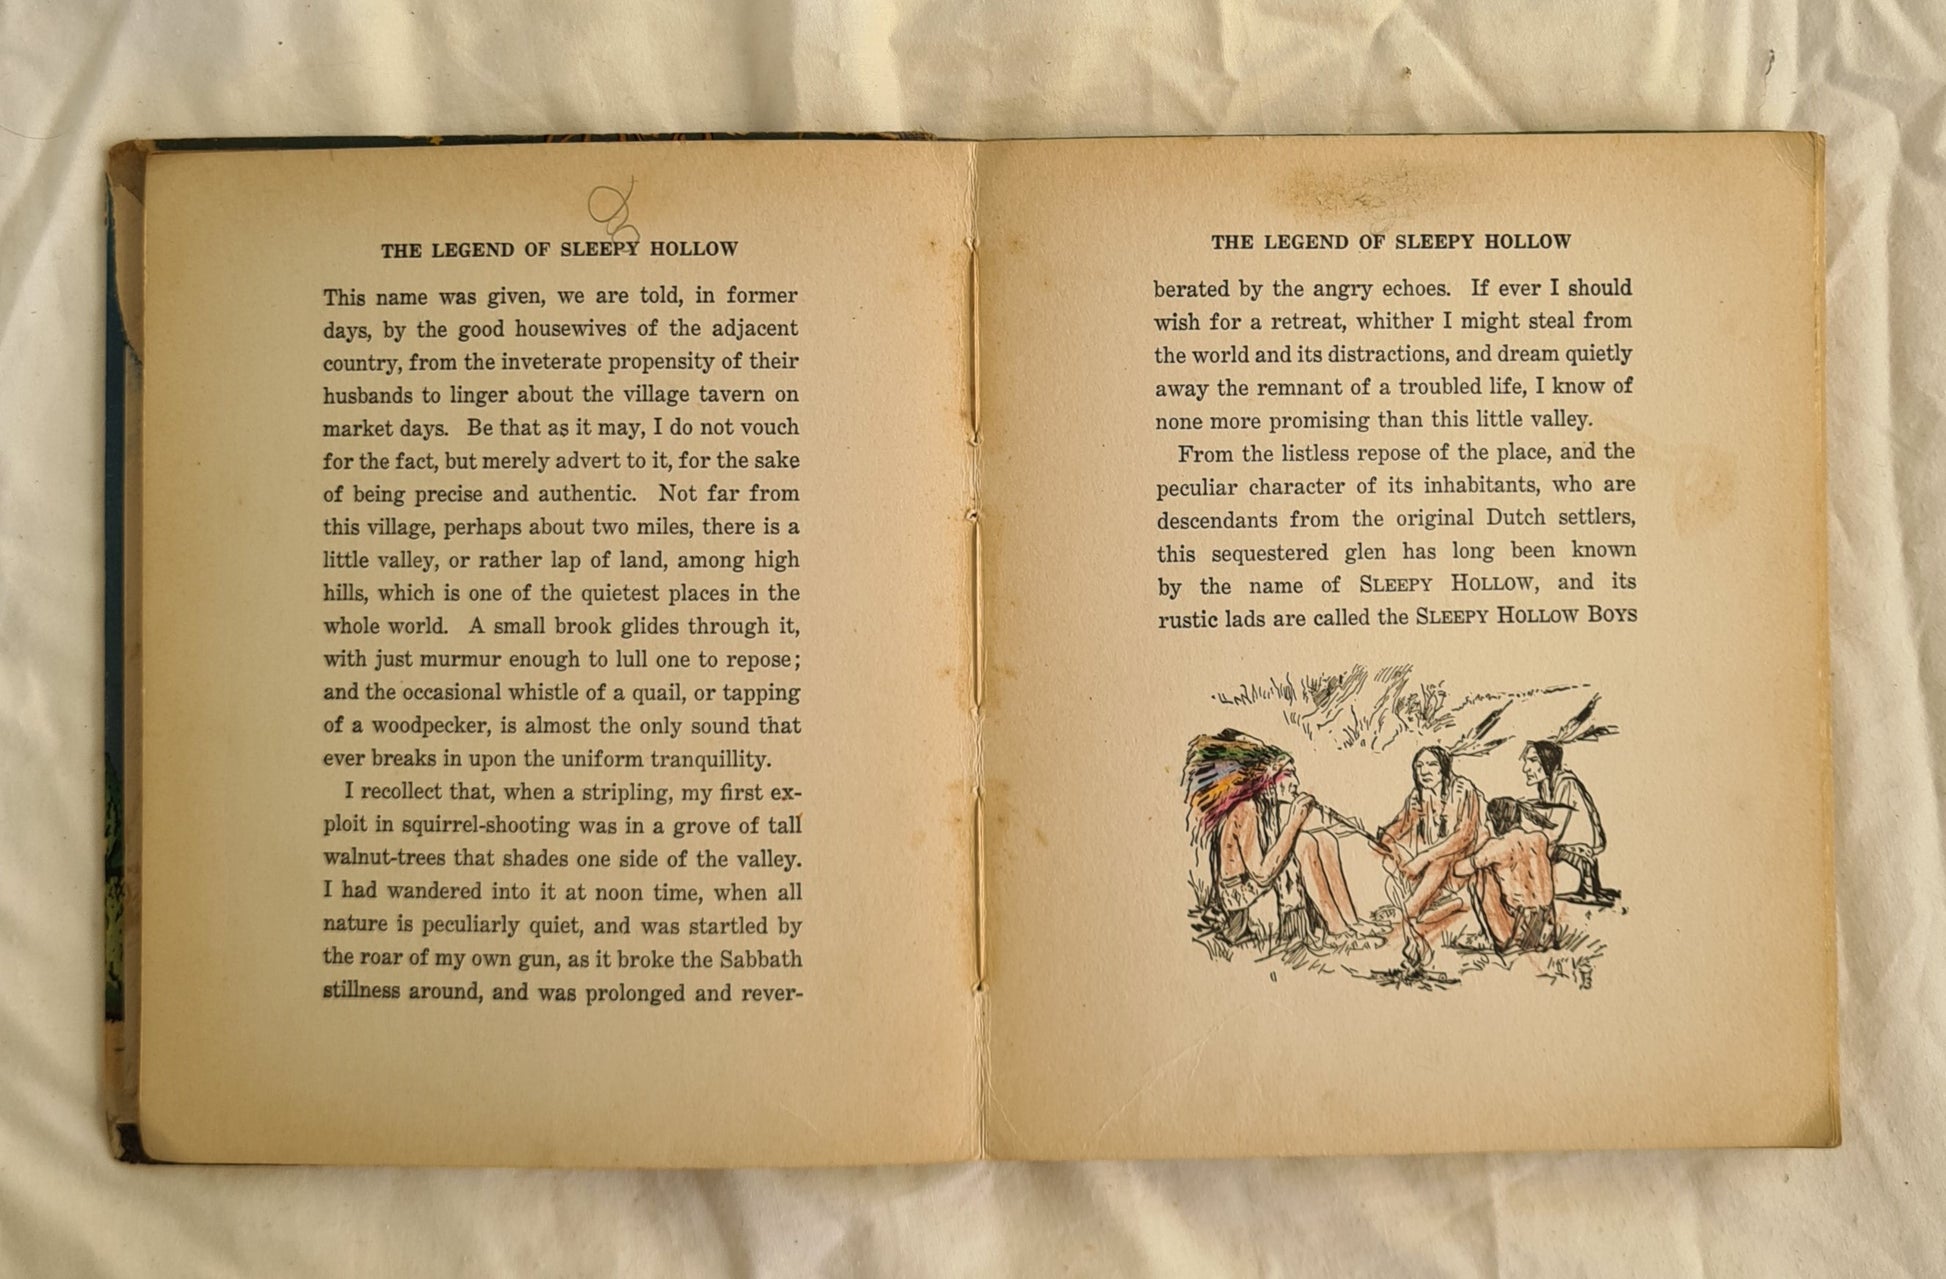 THE LEGEND OF SLEEPY HOLLOW
This name was given, we are told, in former
days, by the good housewives of the adjacent
country, from the inveterate propensity of their
husbands to linger about the village tavern on
market days. Be that as it may, I do not vouch
for the fact, but merely advert to it, for the sake
of being precise and authentic. Not far from
this village, perhaps about two miles, there is a
little valley, or rather lap of land, among high
hills, which is one of the quietest places in the
whole world. A small brook glides through it,
with just murmur enough to lull one to repose;
and the occasional whistle of a quail, or tapping
of a woodpecker, is almost the only sound that
ever breaks in upon the uniform tranquillity.
I recollect that, when a stripling, my first ex-
ploit in squirrel-shooting was in a grove of tall
walnut-trees that shades one side of the valley.
I had wandered into it at noon time, when all
nature is peculiarly quiet, and was startled by
the roar of my own gun, as it broke the Sabbath
stillness around, and was prolonged and rever-
THE LEGEND OF SLEEPY HOLLOW
berated by the angry echoes. If ever I should
wish for a retreat, whither I might steal from
the world and its distractions, and dream quietly
away the remnant of a troubled life, I know of
none more promising than this little valley.
From the listless repose of the place, and the
peculiar character of its inhabitants, who are
descendants from the original Dutch settlers,
this sequestered glen has long been known
by the name of SLEEPY HOLLOW, and its
rustic lads are called the SLEEPY HOLLOW BOYS